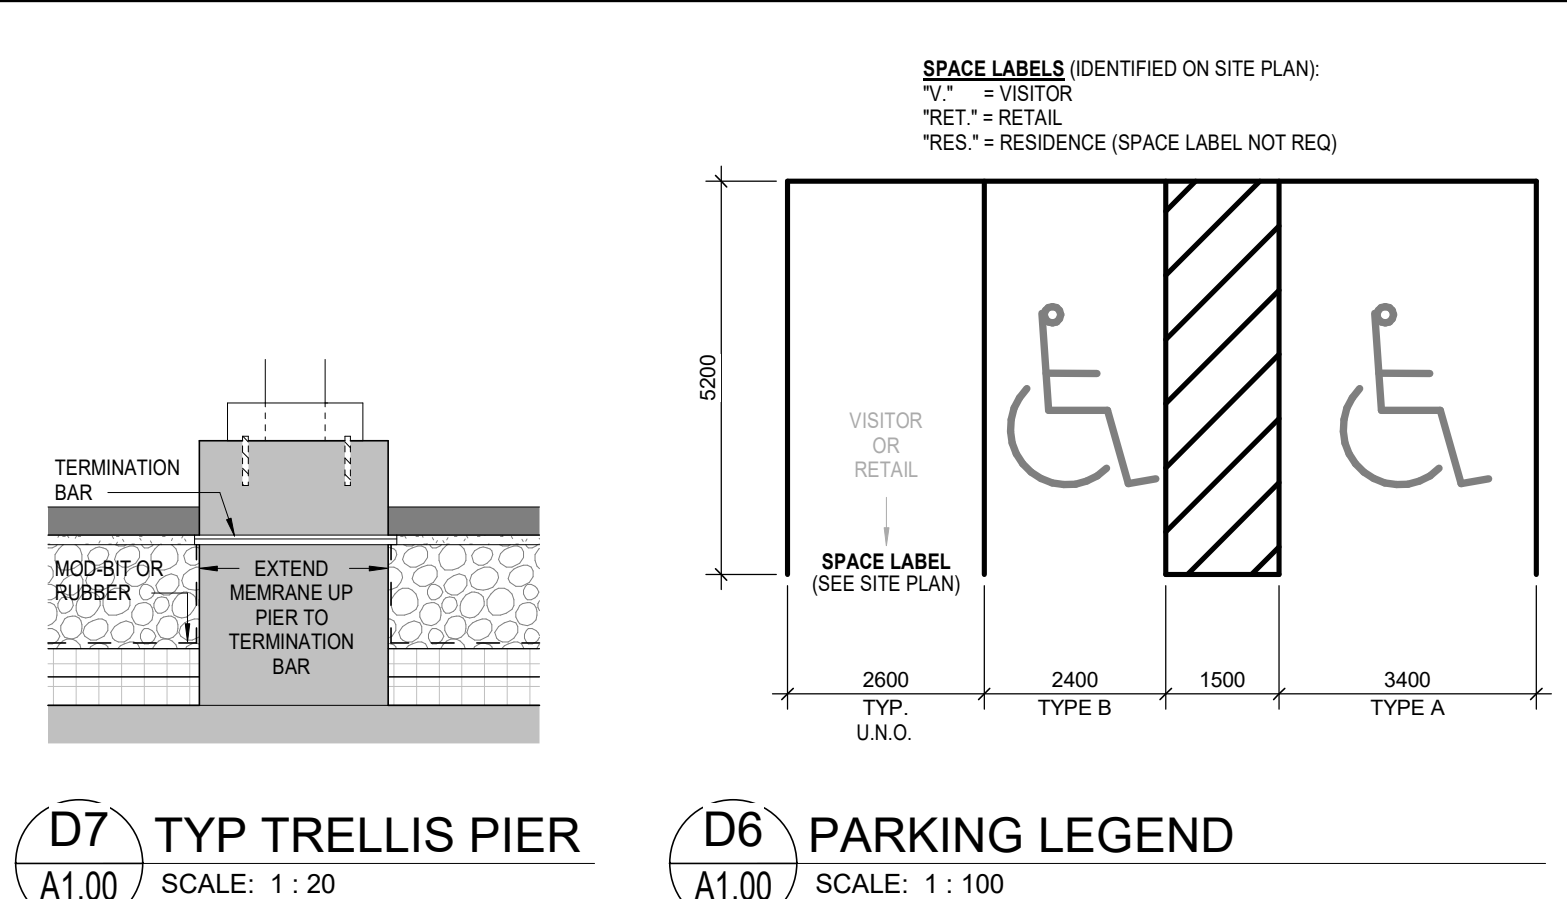 SPACE LABELS (IDENTIFIED ON SITE PLAN):
"V." = VISITOR
"RET." = RETAIL
"RES." = RESIDENCE (SPACE LABEL NOT REQ)
5200
VISITOR
OR
RETAIL
SPACE LABEL
(SEE SITE PLAN)
2600
TYP.
U.N.O.
2400
TYPE B
1500
3400
TYPE A
TERMINATION
BAR
MOD-BIT OR
RUBBER
EXTEND
MEMRANE UP
PIER TO
TERMINATION
BAR
D7
A1.00
TYP TRELLIS PIER
SCALE: 1 : 20
D6
A1.00
PARKING LEGEND
SCALE: 1 : 100